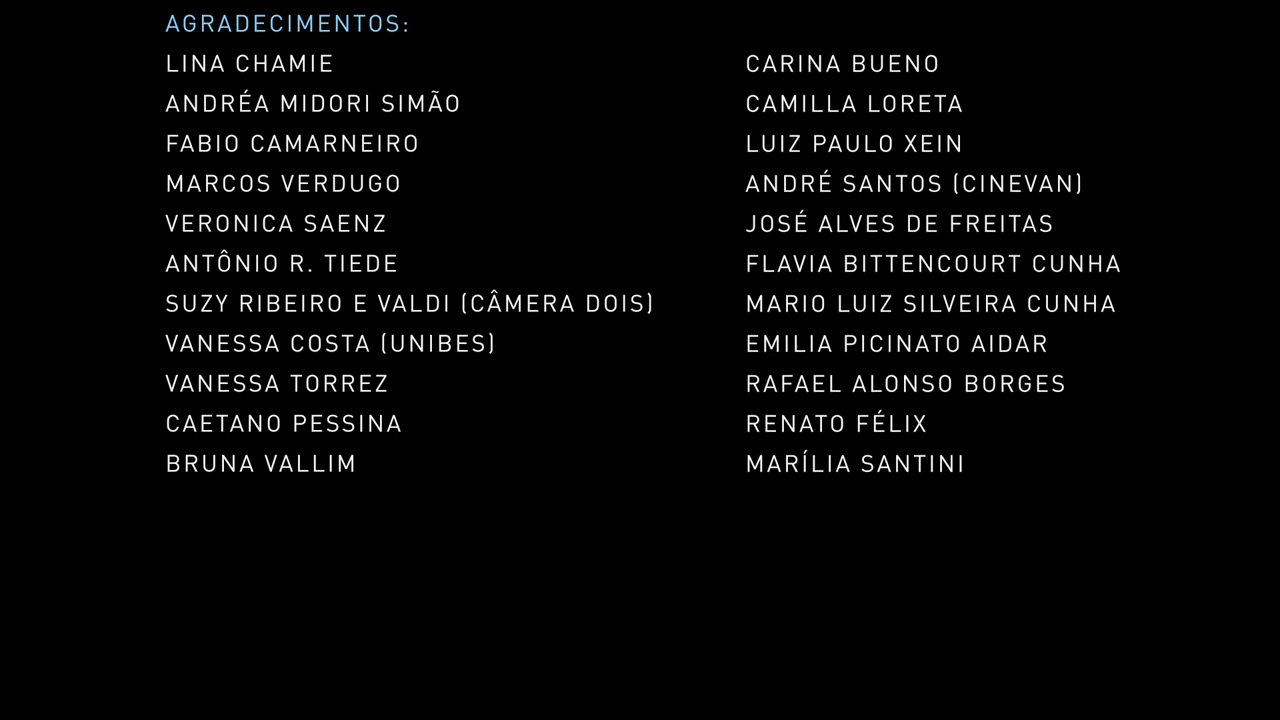 AGRADECIMENTOS:
LINA CHAMIE
ANDRÉA MIDORI SIMÃO
FABIO CAMARNEIRO
MARCOS VERDUGO
VERONICA SAENZ
ANTÔNIO R. TIEDE
SUZY RIBEIRO E VALDI (CÂMERA DOIS)
VANESSA COSTA (UNIBES)
VANESSA TORREZ
CAETANO PESSINA
BRUNA VALLIM
CARINA BUENO
CAMILLA LORETA
LUIZ PAULO XEIN
ANDRÉ SANTOS (CINEVAN)
JOSÉ ALVES DE FREITAS
FLAVIA BITTENCOURT CUNHA
MARIO LUIZ SILVEIRA CUNHA
EMILIA PICINATO AIDAR
RAFAEL ALONSO BORGES
RENATO FÉLIX
MARÍLIA SANTINI